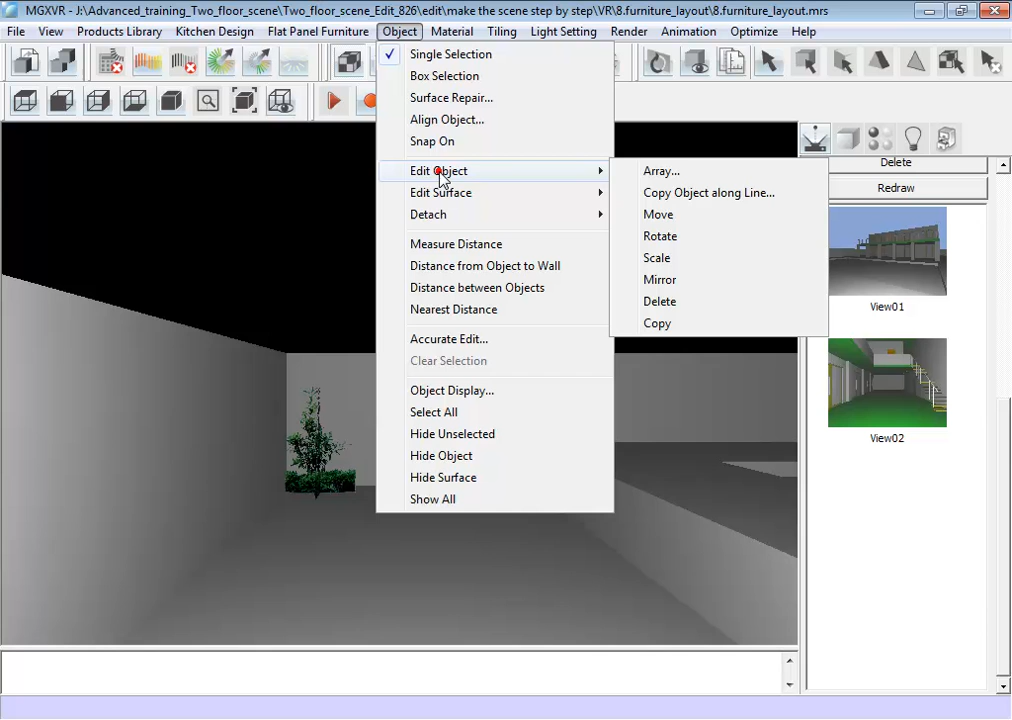 MGXVR - J:\Advanced_training_Two_floor_scene\Two_floor_scene_Edit_826\edit\make the scene step by step\VR\8.furniture_layout\8.furniture_layout.mrs
File View Products Library Kitchen Design Flat Panel Furniture Object Material Tiling Light Setting Render Animation Optimize Help
Single Selection
Box Selection
Surface Repair...
Align Object...
Snap On
Edit Object
Edit Surface
Detach
Measure Distance
Distance from Object to Wall
Distance between Objects
Nearest Distance
Accurate Edit...
Clear Selection
Object Display...
Select All
Hide Unselected
Hide Object
Hide Surface
Show All
Array...
Copy Object along Line...
Move
Rotate
Scale
Mirror
Delete
Copy
Delete
Redraw
View01
View02